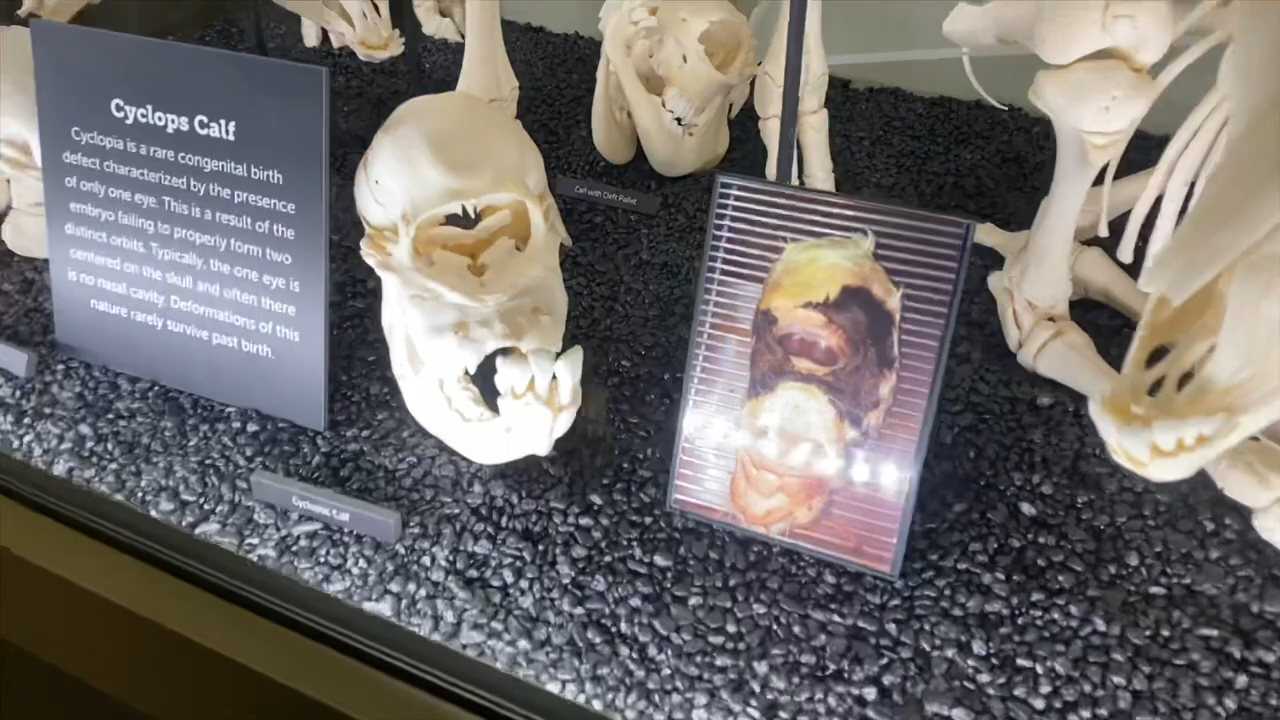 Cyclops Calf
Cyclopia is a rare congenital birth
defect characterized by the presence
of only one eye. This is a result of the
embryo failing to properly form two
distinct orbits. Typically, the one eye is
centered on the skull and often there
is no nasal cavity. Deformations of this
nature rarely survive past birth.
Calf with Cleft Pallet
Cyclopic Calf